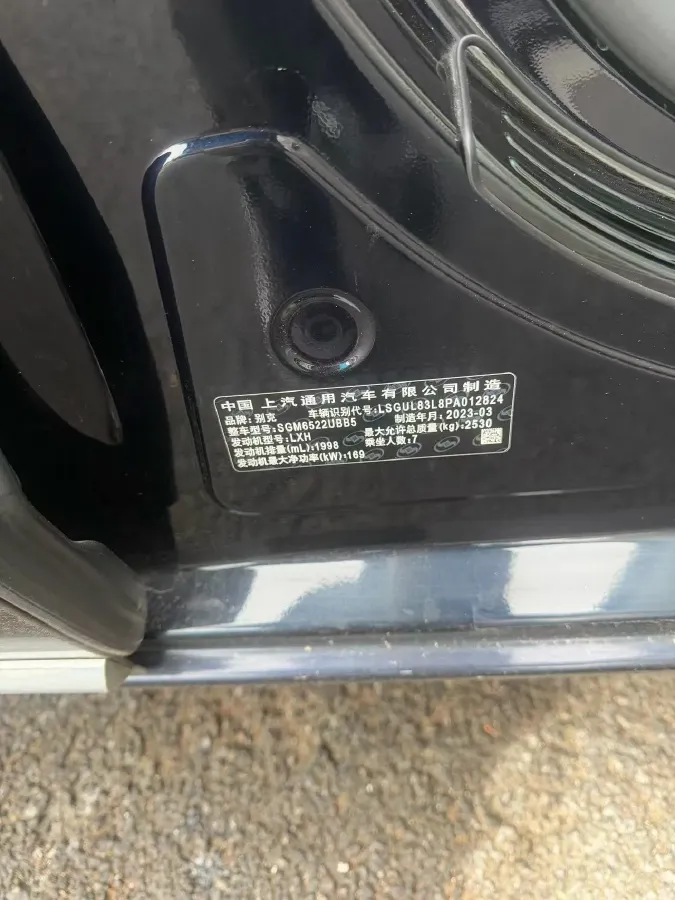 中国 上汽通用汽车有限公司制造
品牌: 别克 车辆识别代号: LSGUL83L8PA012824
整车型号: SGM6522UBB5 制造年月: 2023-03
发动机型号: LXH 最大允许总质量(kg): 2530
发动机排量(mL): 1998 乘坐人数: 7
发动机最大净功率(kW): 169